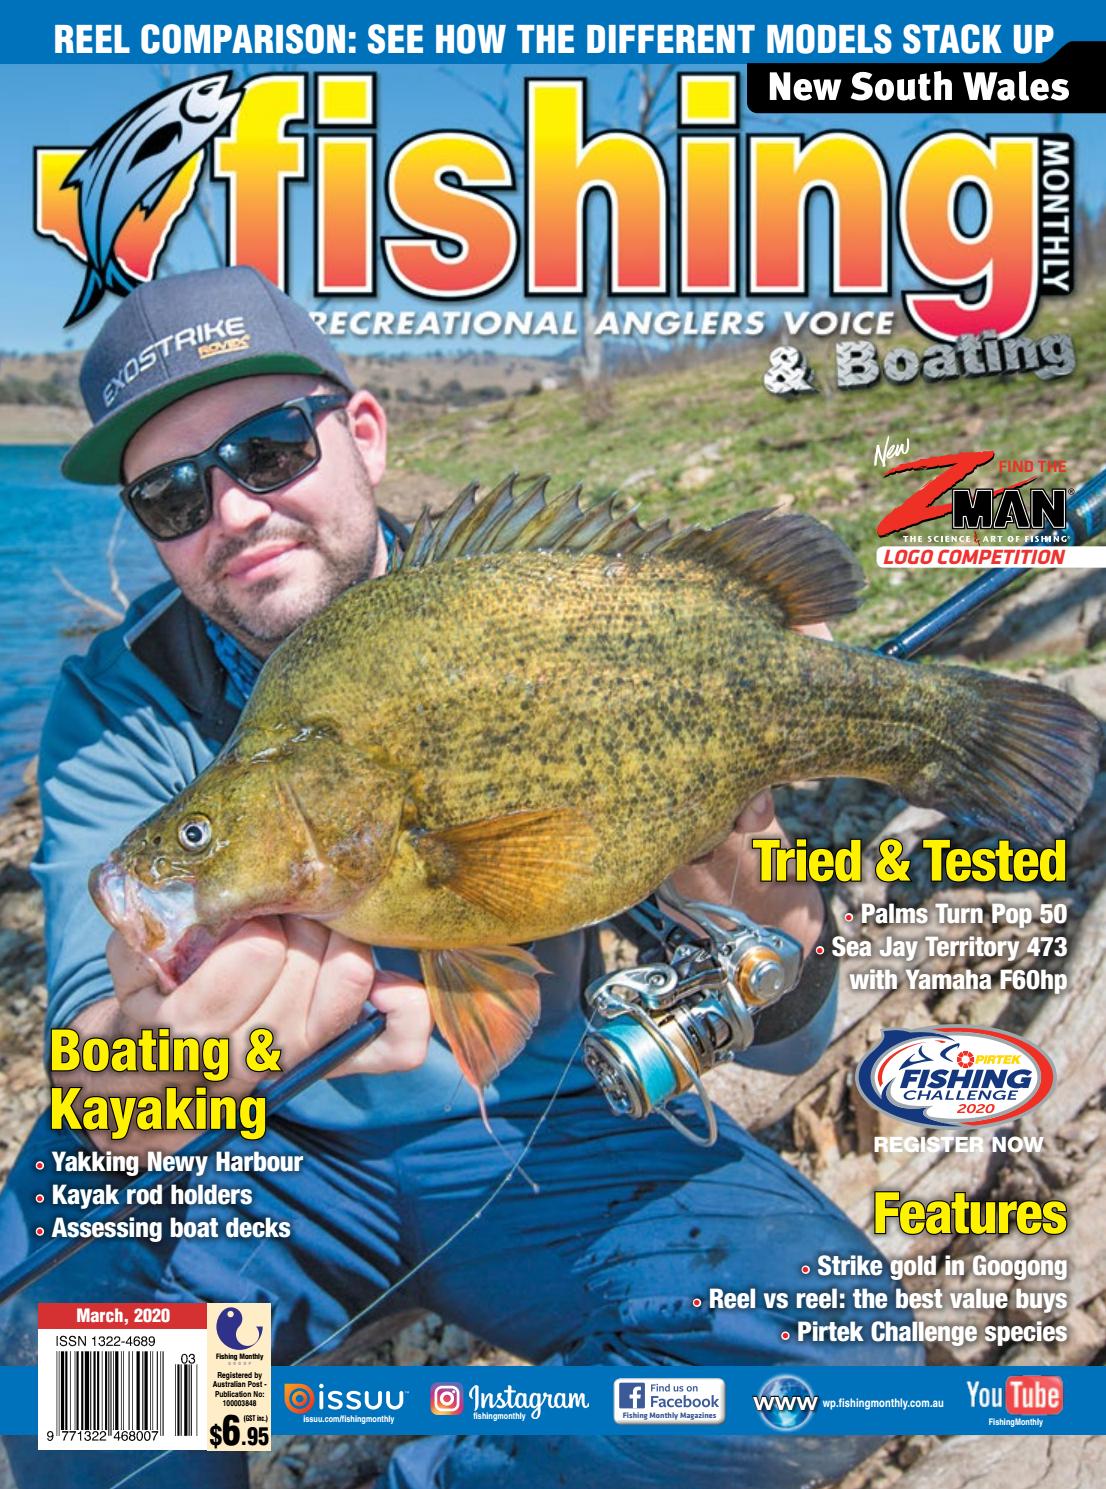 REEL COMPARISON: SEE HOW THE DIFFERENT MODELS STACK UP
New South Wales
fishing
MONTHLY
RECREATIONAL ANGLERS VOICE
& Boating
EXOSTRIKE
ROVEX
New
FIND THE
ZMAN®
THE SCIENCE & ART OF FISHING®
LOGO COMPETITION
Tried & Tested
• Palms Turn Pop 50
• Sea Jay Territory 473
with Yamaha F60hp
PIRTEK
FISHING
CHALLENGE
2020
REGISTER NOW
Boating &
Kayaking
• Yakking Newy Harbour
• Kayak rod holders
• Assessing boat decks
Features
• Strike gold in Googong
• Reel vs reel: the best value buys
• Pirtek Challenge species
March, 2020
ISSN 1322-4689
03
9 771322 468007
Fishing Monthly
GROUP
Registered by
Australian Post -
Publication No:
100003848
(GST inc.)
$6.95
issuu™
issuu.com/fishingmonthly
Instagram
fishingmonthly
Find us on
Facebook
Fishing Monthly Magazines
WWW
wp.fishingmonthly.com.au
YouTube
FishingMonthly